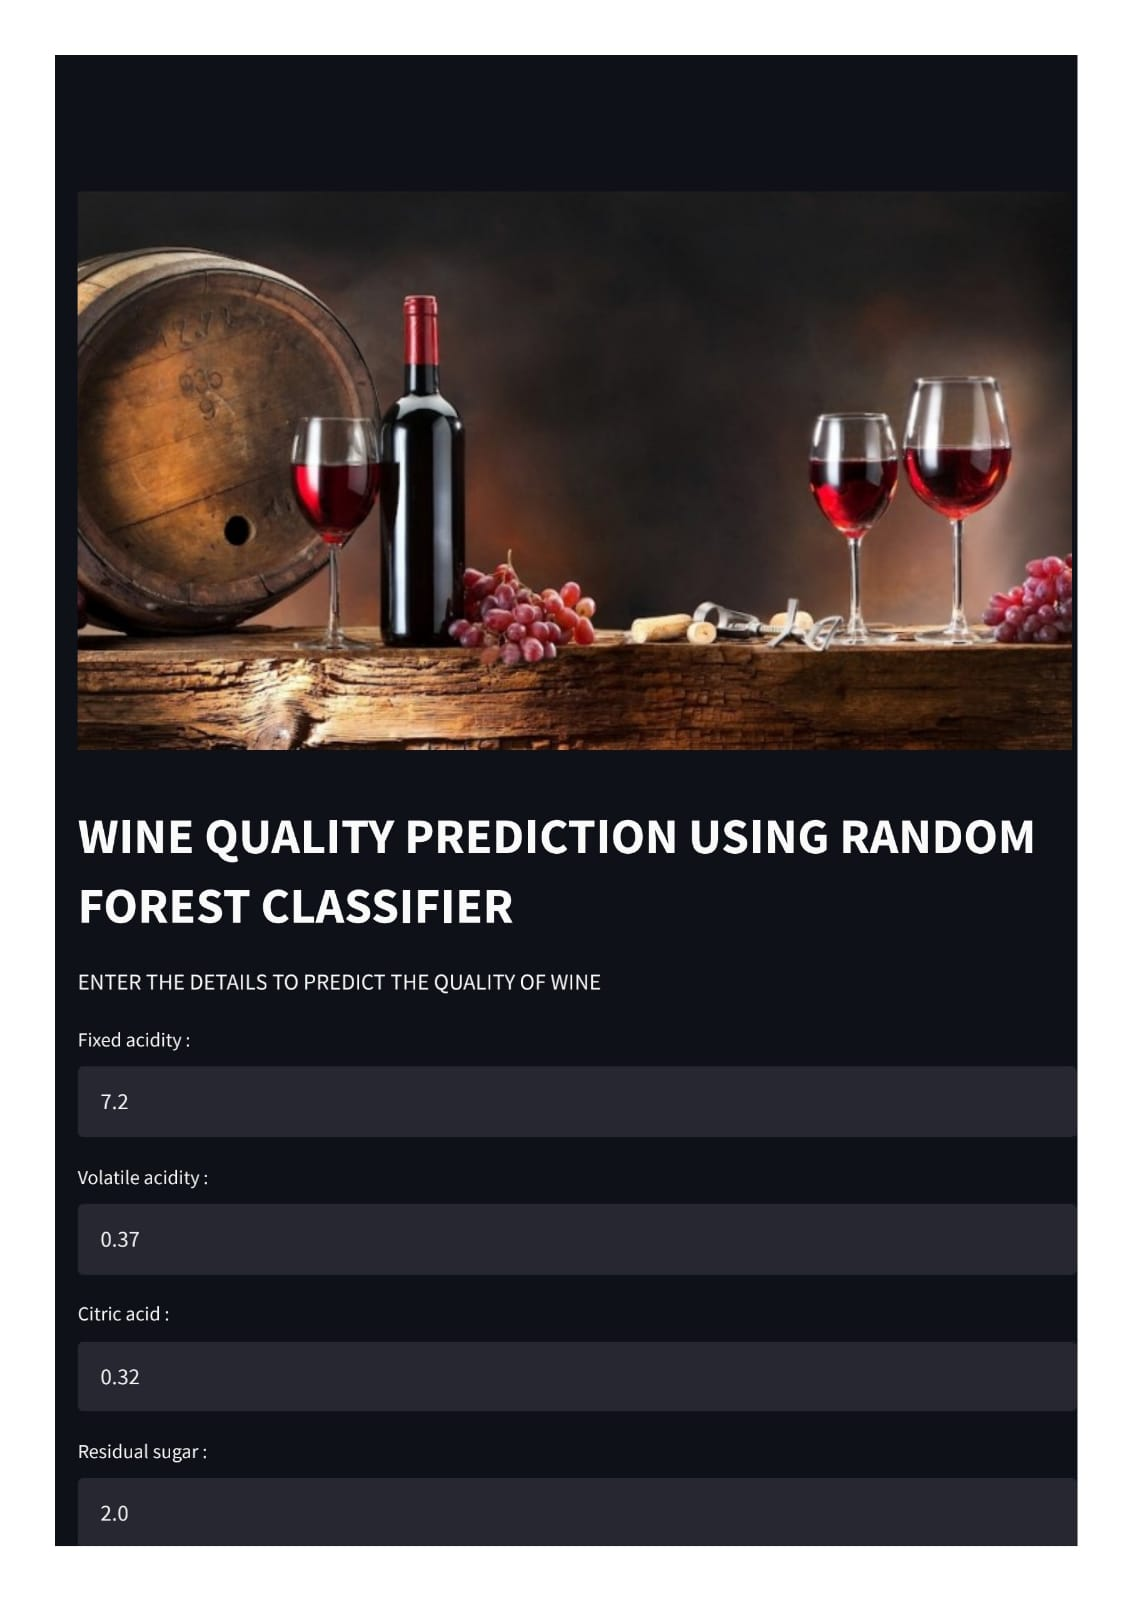 WINE QUALITY PREDICTION USING RANDOM
FOREST CLASSIFIER
ENTER THE DETAILS TO PREDICT THE QUALITY OF WINE
Fixed acidity :
7.2
Volatile acidity :
0.37
Citric acid :
0.32
Residual sugar :
2.0